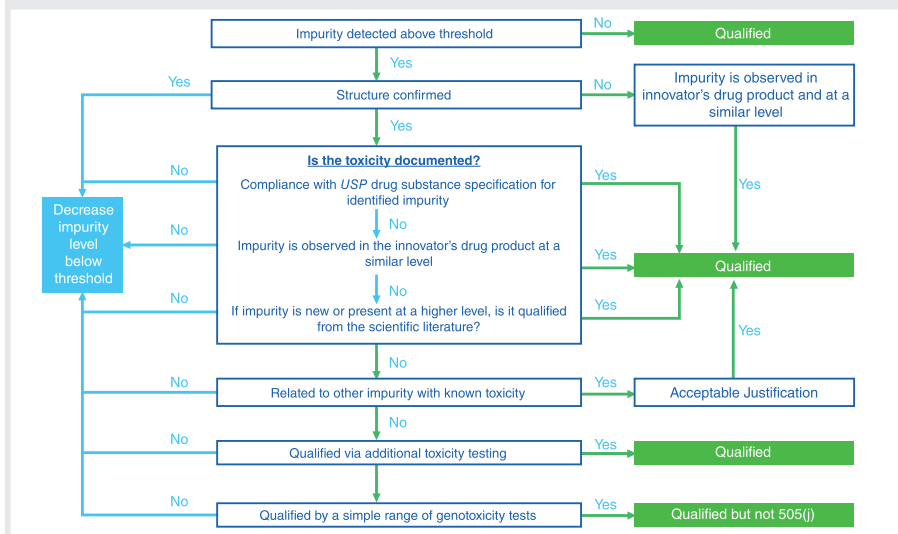 Impurity detected above threshold
No
Qualified
Yes
Yes
Structure confirmed
No
Impurity is observed in
innovator's drug product and at a
similar level
Yes
Is the toxicity documented?
No
Compliance with USP drug substance specification for
identified impurity
Yes
Yes
No
Decrease
impurity
level
below
threshold
No
Impurity is observed in the innovator's drug product at a
similar level
Yes
Qualified
No
No
If impurity is new or present at a higher level, is it qualified
from the scientific literature?
Yes
Yes
No
No
Related to other impurity with known toxicity
Yes
Acceptable Justification
No
No
Qualified via additional toxicity testing
Yes
Qualified
No
Qualified by a simple range of genotoxicity tests
Yes
Qualified but not 505(j)